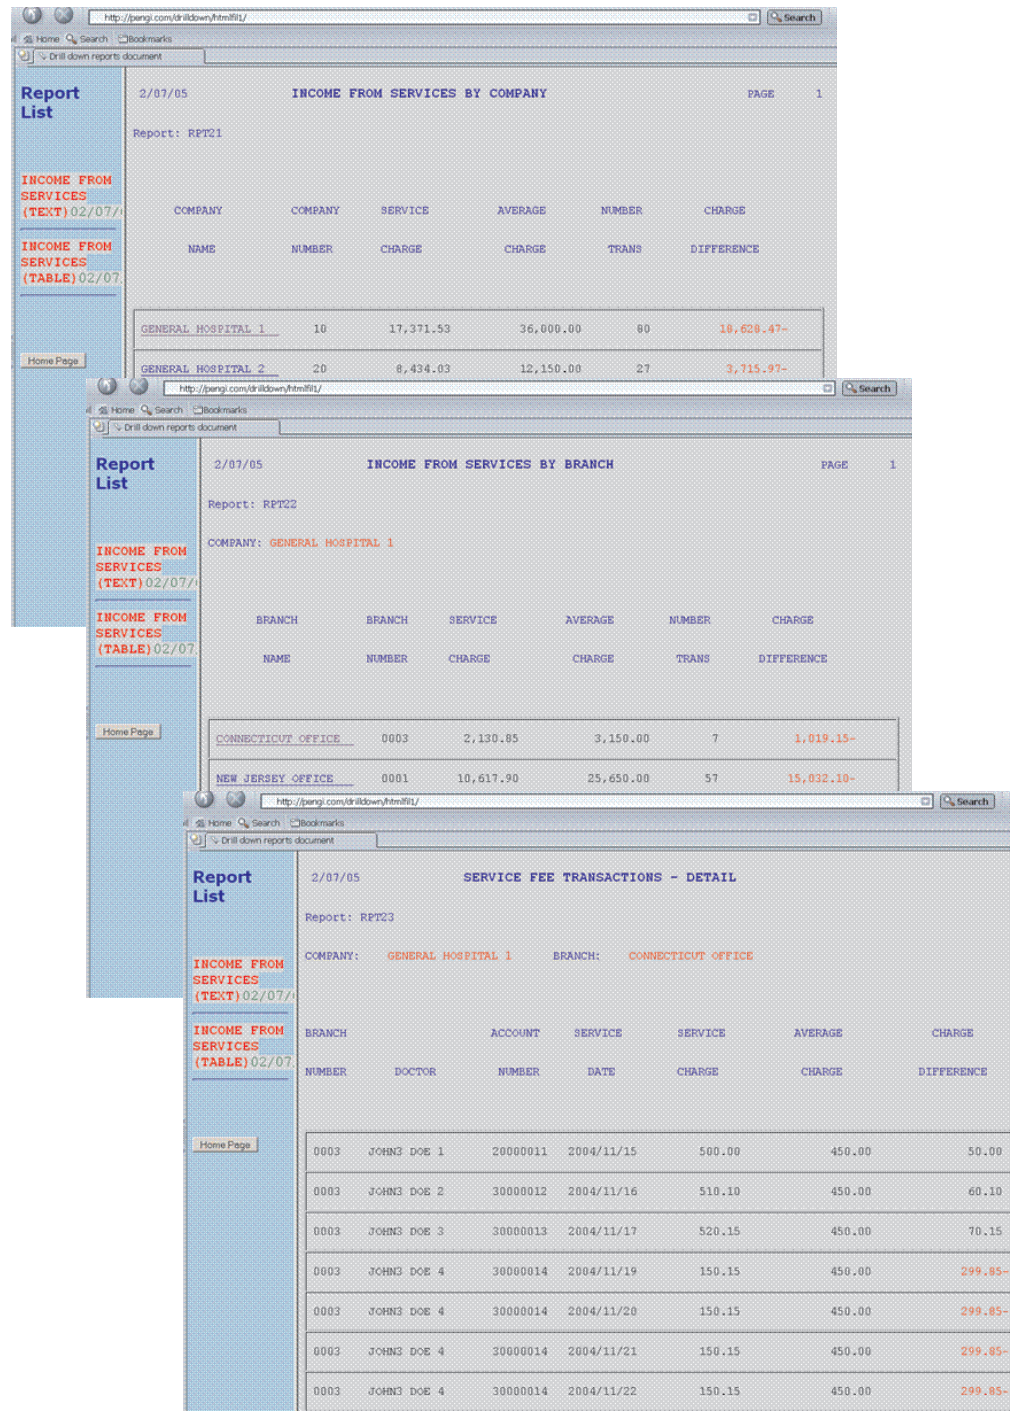 http://pengi.com/drilldown/htmlfil1/ Search
Home Search Bookmarks
Drill down reports document
Report
List
2/07/05 INCOME FROM SERVICES BY COMPANY PAGE 1
Report: RPT21
INCOME FROM
SERVICES
(TEXT)02/07/
COMPANY COMPANY SERVICE AVERAGE NUMBER CHARGE
NAME NUMBER CHARGE CHARGE TRANS DIFFERENCE
INCOME FROM
SERVICES
(TABLE)02/07
GENERAL HOSPITAL 1 10 17,371.53 36,000.00 80 18,628.47-
Home Page
GENERAL HOSPITAL 2 20 8,434.03 12,150.00 27 3,715.97-
http://pengi.com/drilldown/htmlfil1/ Search
Home Search Bookmarks
Drill down reports document
Report
List
2/07/05 INCOME FROM SERVICES BY BRANCH PAGE 1
Report: RPT22
COMPANY: GENERAL HOSPITAL 1
INCOME FROM
SERVICES
(TEXT)02/07/
BRANCH BRANCH SERVICE AVERAGE NUMBER CHARGE
NAME NUMBER CHARGE CHARGE TRANS DIFFERENCE
INCOME FROM
SERVICES
(TABLE)02/07
Home Page
CONNECTICUT OFFICE 0003 2,130.85 3,150.00 7 1,019.15-
NEW JERSEY OFFICE 0001 10,617.90 25,650.00 57 15,032.10-
http://pengi.com/drilldown/htmlfil1/ Search
Home Search Bookmarks
Drill down reports document
Report
List
2/07/05 SERVICE FEE TRANSACTIONS - DETAIL
Report: RPT23
COMPANY: GENERAL HOSPITAL 1 BRANCH: CONNECTICUT OFFICE
INCOME FROM
SERVICES
(TEXT)02/07/
BRANCH ACCOUNT SERVICE SERVICE AVERAGE CHARGE
NUMBER DOCTOR NUMBER DATE CHARGE CHARGE DIFFERENCE
INCOME FROM
SERVICES
(TABLE)02/07
Home Page
0003 JOHN3 DOE 1 20000011 2004/11/15 500.00 450.00 50.00
0003 JOHN3 DOE 2 30000012 2004/11/16 510.10 450.00 60.10
0003 JOHN3 DOE 3 30000013 2004/11/17 520.15 450.00 70.15
0003 JOHN3 DOE 4 30000014 2004/11/19 150.15 450.00 299.85-
0003 JOHN3 DOE 4 30000014 2004/11/20 150.15 450.00 299.85-
0003 JOHN3 DOE 4 30000014 2004/11/21 150.15 450.00 299.85-
0003 JOHN3 DOE 4 30000014 2004/11/22 150.15 450.00 299.85-